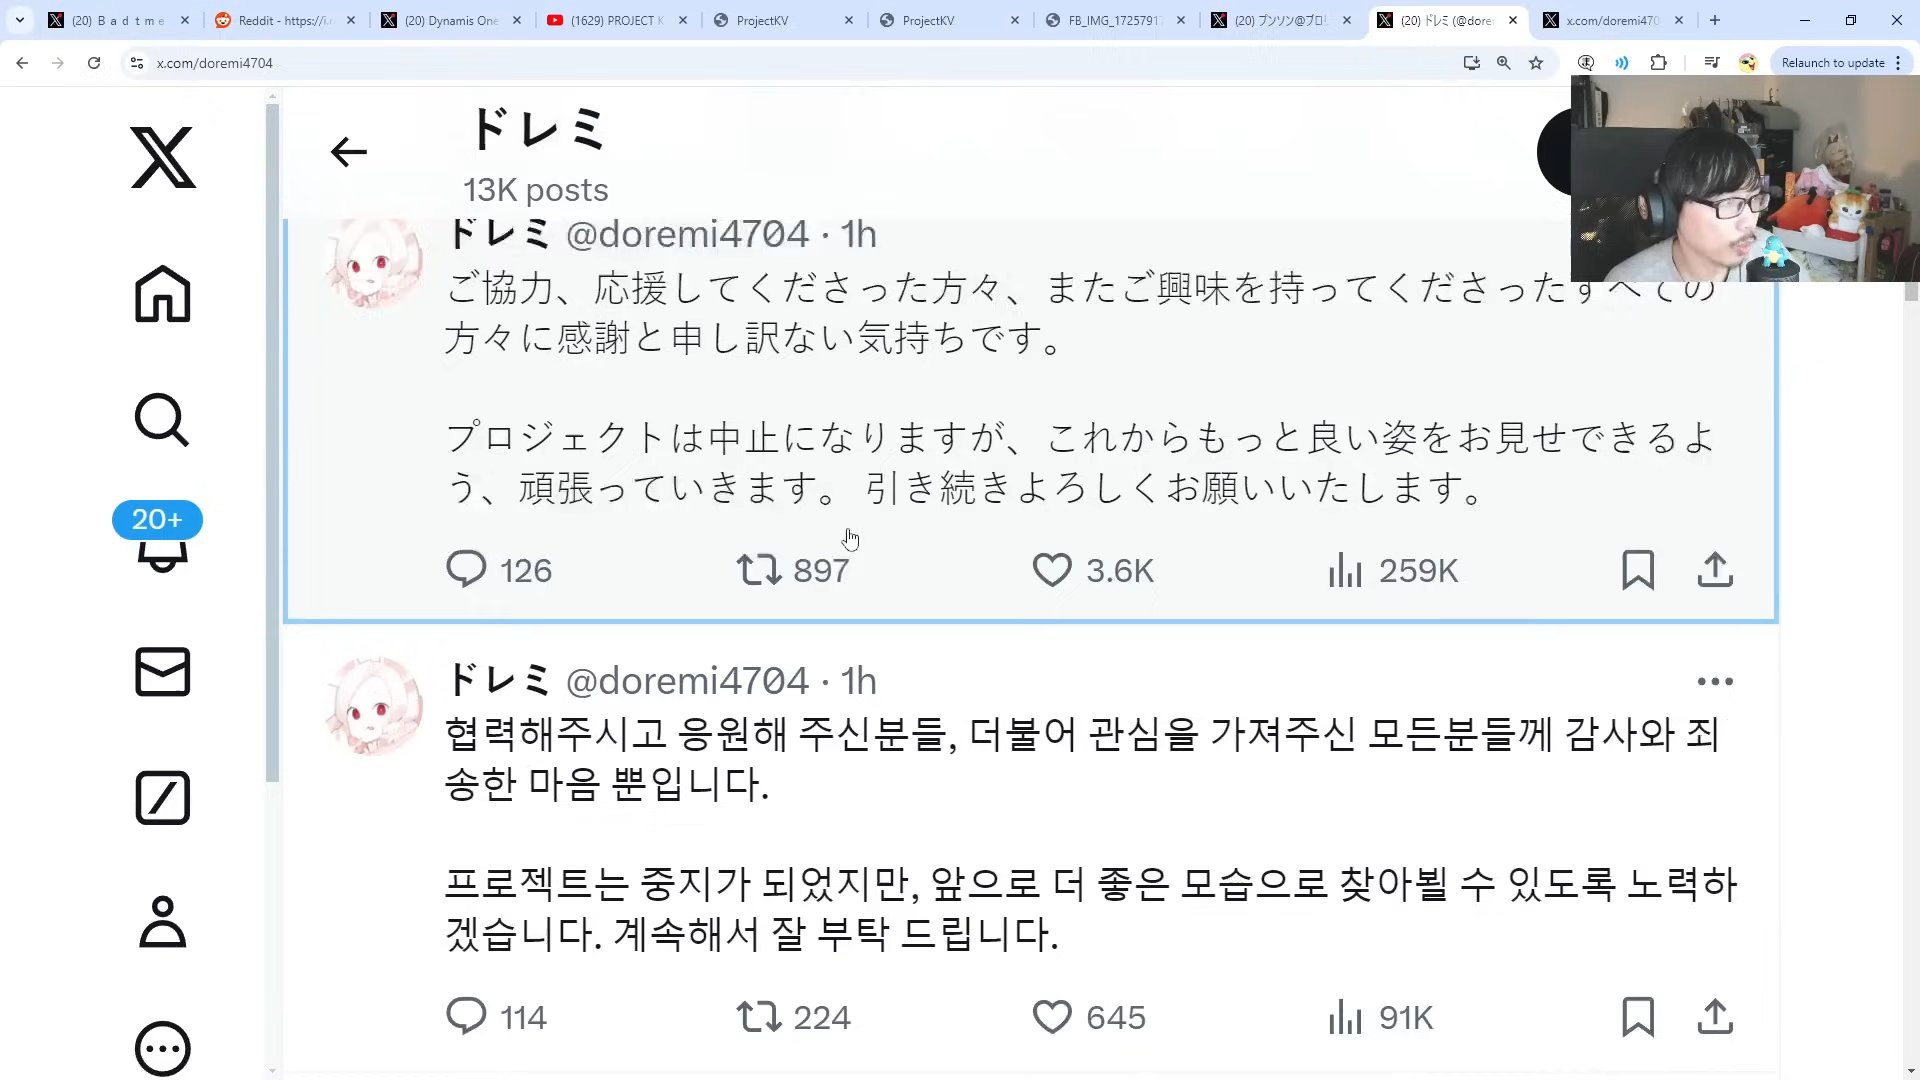 (20) B a d t m e
Reddit - https://i.r
(20) Dynamis One
(1629) PROJECT K
ProjectKV
ProjectKV
FB_IMG_17257917
(20) ブンソン@ブロ
(20) ドレミ (@dore
x.com/doremi470
x.com/doremi4704
Relaunch to update
ドレミ
13K posts
ドレミ @doremi4704 · 1h
ご協力、応援してくださった方々、またご興味を持ってくださったすべての
方々に感謝と申し訳ない気持ちです。
プロジェクトは中止になりますが、これからもっと良い姿をお見せできるよ
う、頑張っていきます。 引き続きよろしくお願いいたします。
126 897 3.6K 259K
20+
ドレミ @doremi4704 · 1h
협력해주시고 응원해 주신분들, 더불어 관심을 가져주신 모든분들께 감사와 죄
송한 마음 뿐입니다.
프로젝트는 중지가 되었지만, 앞으로 더 좋은 모습으로 찾아뵐 수 있도록 노력하
겠습니다. 계속해서 잘 부탁 드립니다.
114 224 645 91K